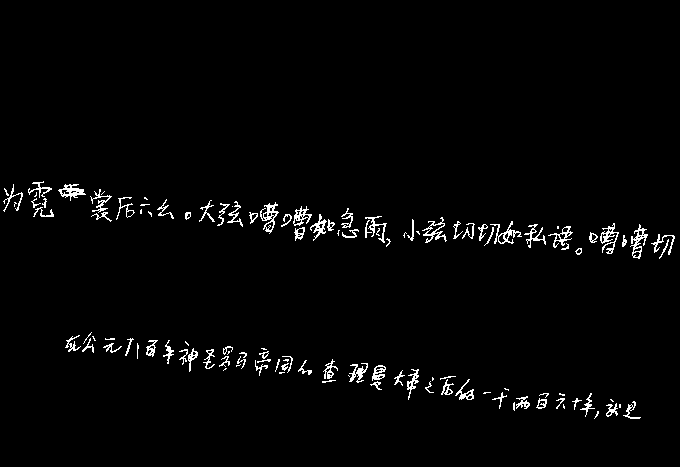 为霓裳后六幺。大弦嘈嘈如急雨,小弦切切如私语。嘈嘈切
在公元八百年神圣罗马帝国的查理曼大帝之后的一千两百六十年,就是